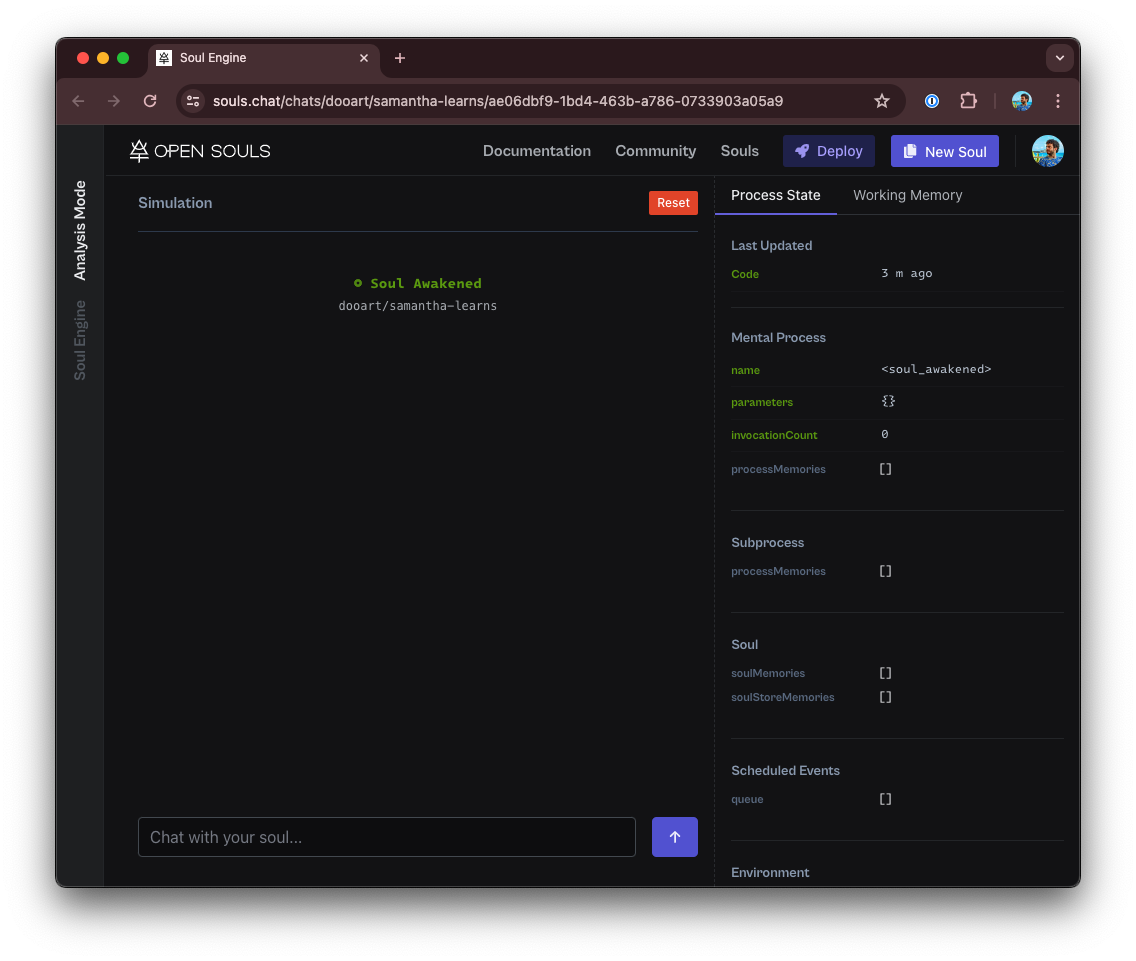 Soul Engine
souls.chat/chats/dooart/samantha-learns/ae06dbf9-1bd4-463b-a786-0733903a05a9
Analysis Mode
Soul Engine
OPEN SOULS
Documentation
Community
Souls
Deploy
New Soul
Simulation
Reset
Soul Awakened
dooart/samantha-learns
Chat with your soul...
Process State
Working Memory
Last Updated
Code 3 m ago
Mental Process
name <soul_awakened>
parameters {}
invocationCount 0
processMemories []
Subprocess
processMemories []
Soul
soulMemories []
soulStoreMemories []
Scheduled Events
queue []
Environment